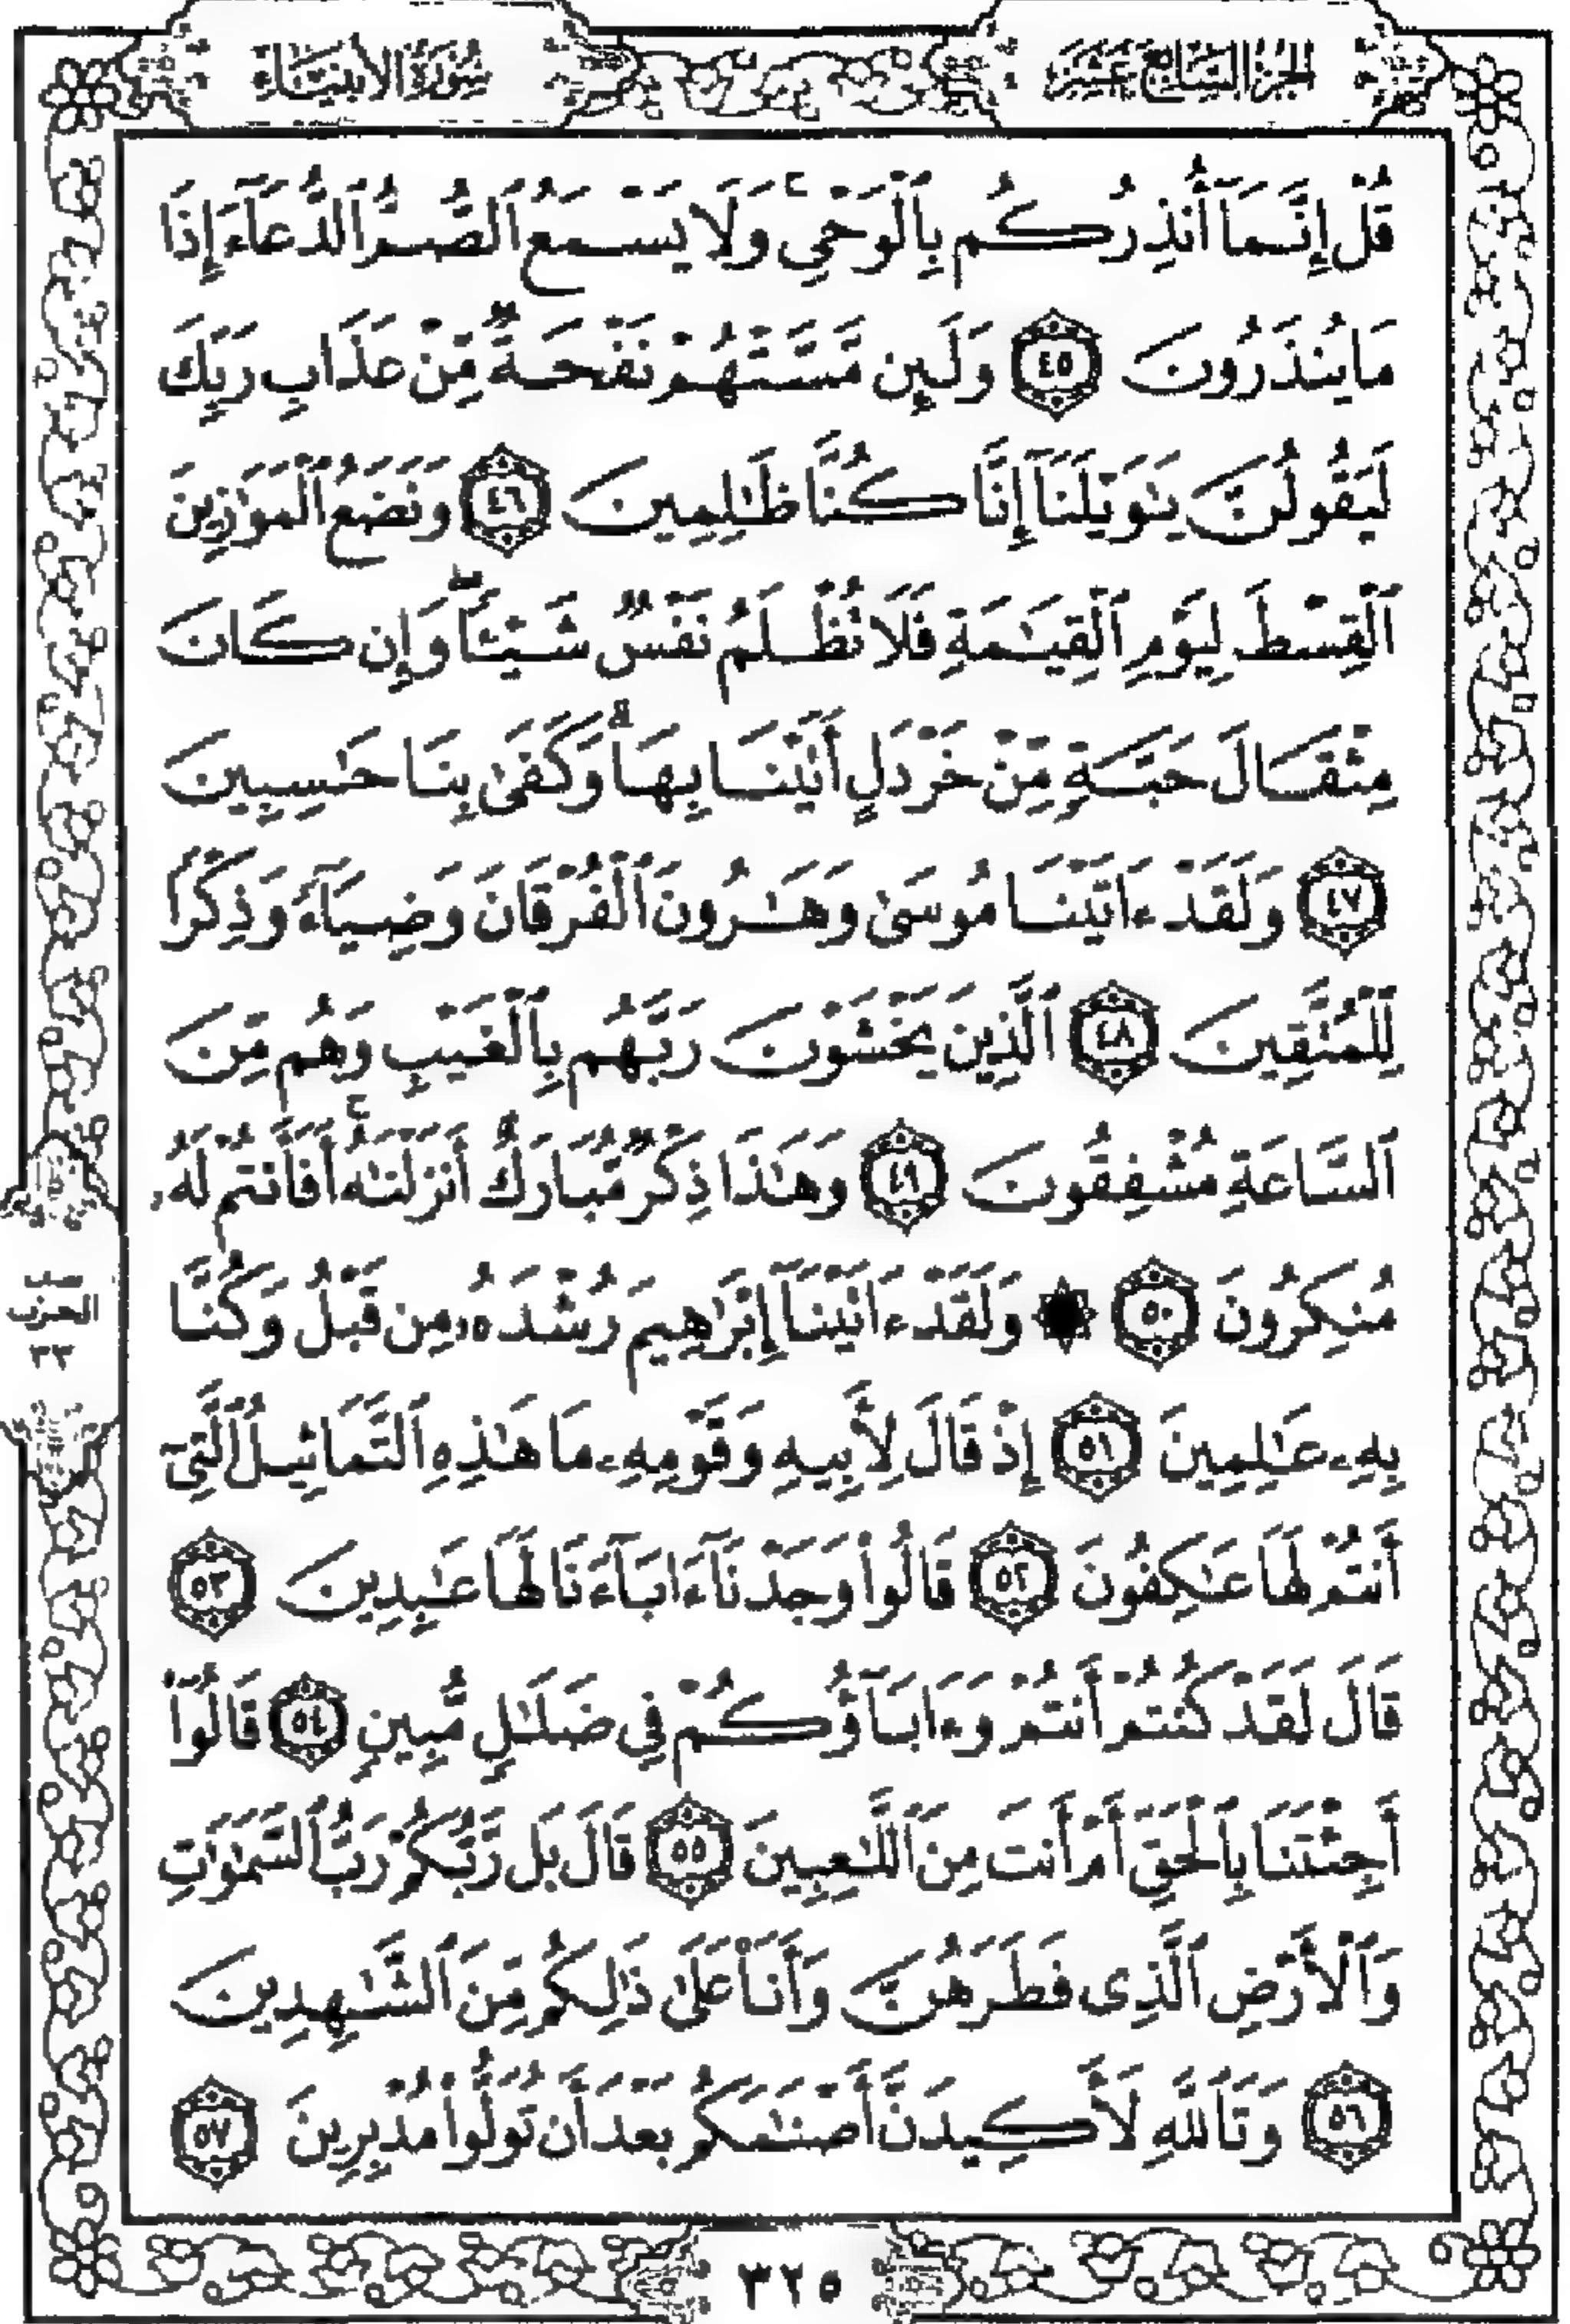 الجزء السابع عشر
سورة الأنبياء
قُلْ إِنَّمَآ أُنذِرُكُم بِٱلْوَحْىِ ۚ وَلَا يَسْمَعُ ٱلصُّمُّ ٱلدُّعَآءَ إِذَا
مَا يُنذَرُونَ ٤٥ وَلَئِن مَّسَّتْهُمْ نَفْحَةٌ مِّنْ عَذَابِ رَبِّكَ
لَيَقُولُنَّ يَـٰوَيْلَنَآ إِنَّا كُنَّا ظَـٰلِمِينَ ٤٦ وَنَضَعُ ٱلْمَوَٰزِينَ
ٱلْقِسْطَ لِيَوْمِ ٱلْقِيَـٰمَةِ فَلَا تُظْلَمُ نَفْسٌ شَيْـًٔا ۖ وَإِن كَانَ
مِثْقَالَ حَبَّةٍ مِّنْ خَرْدَلٍ أَتَيْنَا بِهَا ۗ وَكَفَىٰ بِنَا حَـٰسِبِينَ
٤٧ وَلَقَدْ ءَاتَيْنَا مُوسَىٰ وَهَـٰرُونَ ٱلْفُرْقَانَ وَضِيَآءً وَذِكْرًا
لِّلْمُتَّقِينَ ٤٨ ٱلَّذِينَ يَخْشَوْنَ رَبَّهُم بِٱلْغَيْبِ وَهُم مِّنَ
ٱلسَّاعَةِ مُشْفِقُونَ ٤٩ وَهَـٰذَا ذِكْرٌ مُّبَارَكٌ أَنزَلْنَـٰهُ ۚ أَفَأَنتُمْ لَهُۥ
مُنكِرُونَ ٥٠ ۞ وَلَقَدْ ءَاتَيْنَآ إِبْرَٰهِيمَ رُشْدَهُۥ مِن قَبْلُ وَكُنَّا
بِهِۦ عَـٰلِمِينَ ٥١ إِذْ قَالَ لِأَبِيهِ وَقَوْمِهِۦ مَا هَـٰذِهِ ٱلتَّمَاثِيلُ ٱلَّتِىٓ
أَنتُمْ لَهَا عَـٰكِفُونَ ٥٢ قَالُوا۟ وَجَدْنَآ ءَابَآءَنَا لَهَا عَـٰبِدِينَ ٥٣
قَالَ لَقَدْ كُنتُمْ أَنتُمْ وَءَابَآؤُكُمْ فِى ضَلَـٰلٍ مُّبِينٍ ٥٤ قَالُوٓا۟
أَجِئْتَنَا بِٱلْحَقِّ أَمْ أَنتَ مِنَ ٱللَّـٰعِبِينَ ٥٥ قَالَ بَل رَّبُّكُمْ رَبُّ ٱلسَّمَـٰوَٰتِ
وَٱلْأَرْضِ ٱلَّذِى فَطَرَهُنَّ وَأَنَا۠ عَلَىٰ ذَٰلِكُم مِّنَ ٱلشَّـٰهِدِينَ
٥٦ وَتَٱللَّهِ لَأَكِيدَنَّ أَصْنَـٰمَكُم بَعْدَ أَن تُوَلُّوا۟ مُدْبِرِينَ ٥٧
الحزب
٣٣
٣٢٥